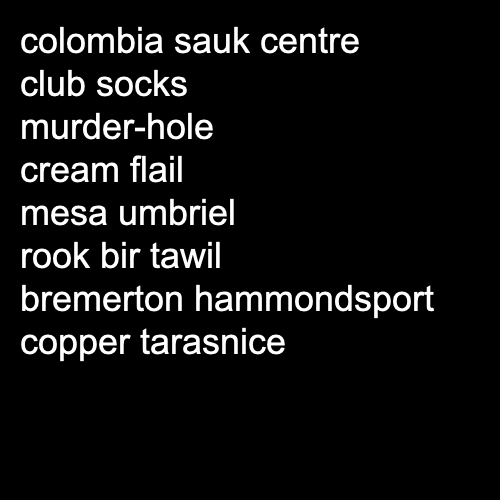 colombia sauk centre
club socks
murder-hole
cream flail
mesa umbriel
rook bir tawil
bremerton hammondsport
copper tarasnice